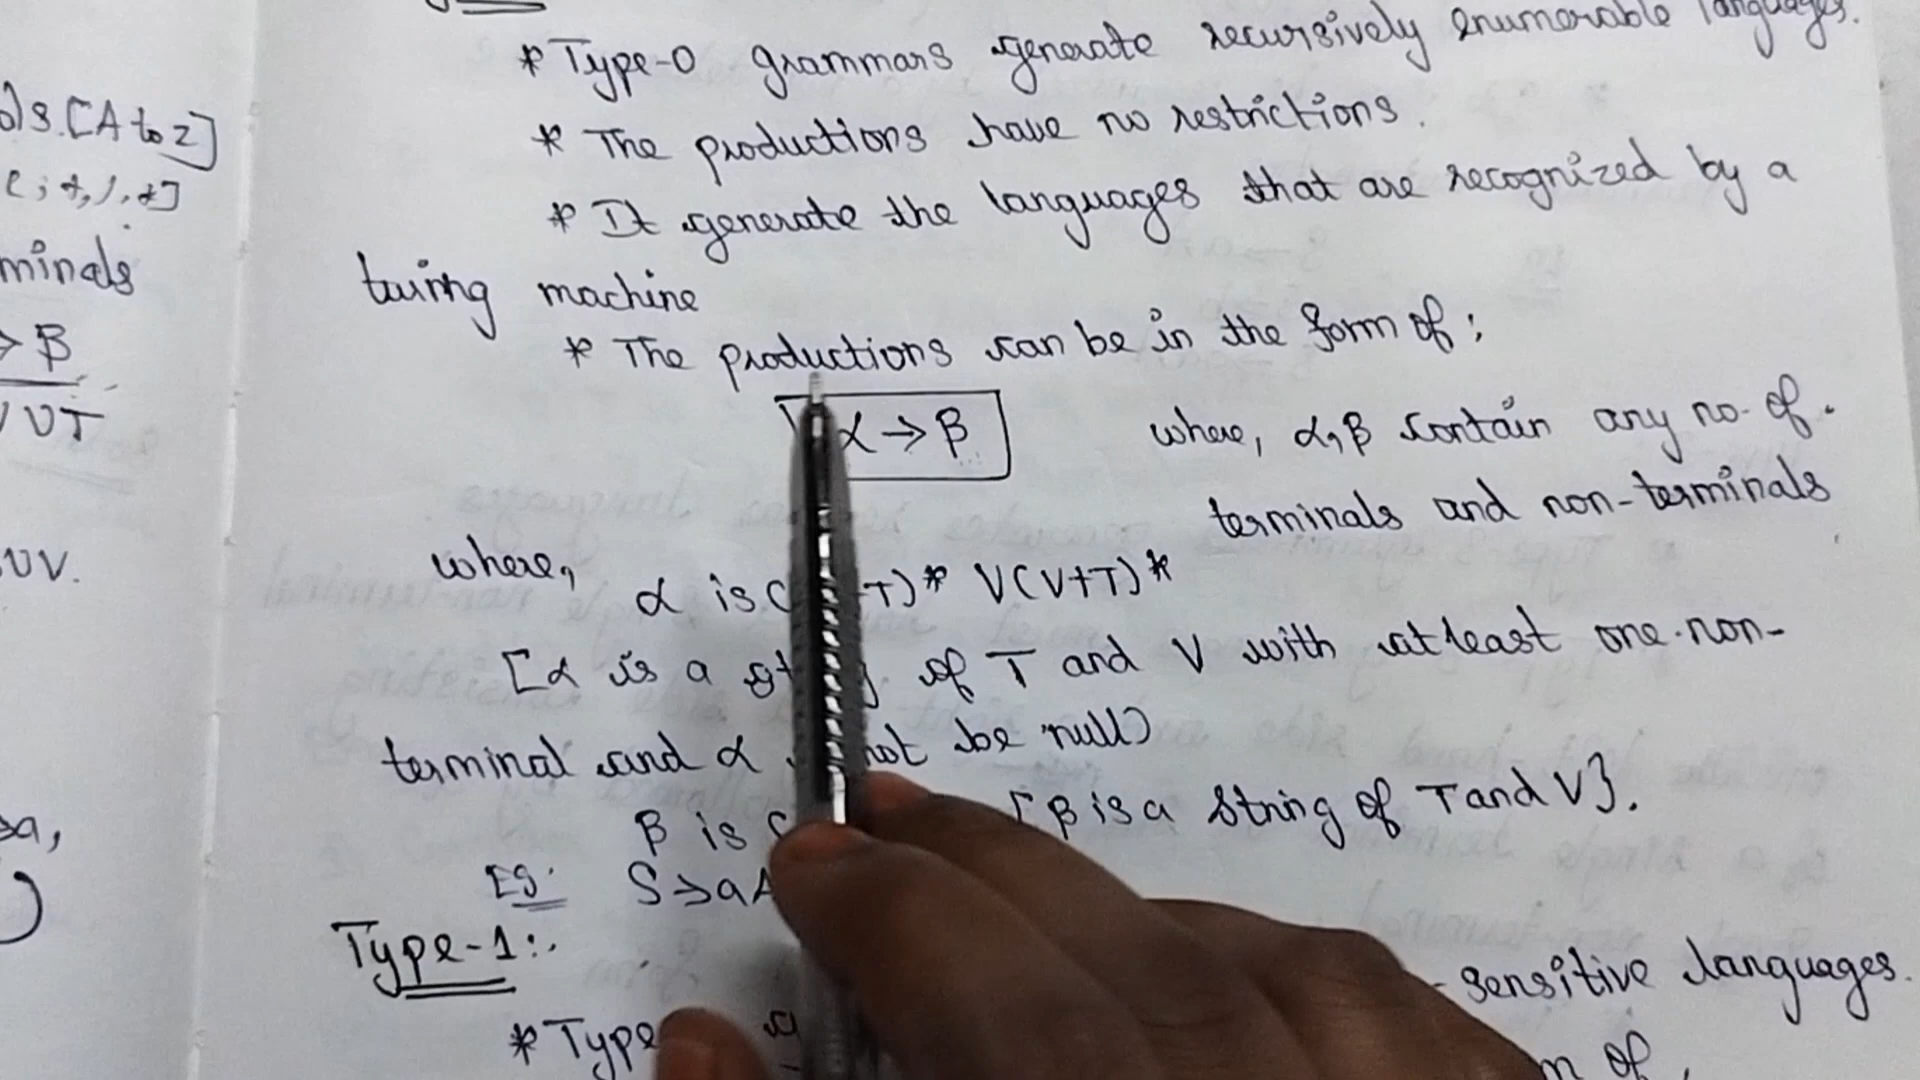 * Type-0 grammars generate recursively enumerable languages.
* The productions have no restrictions.
* It generate the languages that are recognized by a
turing machine
* The productions can be in the form of:
α → β where, α,β contain any no. of.
terminals and non-terminals
where,
α is ( T)* V(V+T)*
[α is a of T and V with atleast one non-
terminal and α not be null)
β is [β is a string of T and V}.
Eg: S→aA
Type-1:
sensitive languages.
* Type
of
[A to Z]
minals
→ β
VUT
UV.